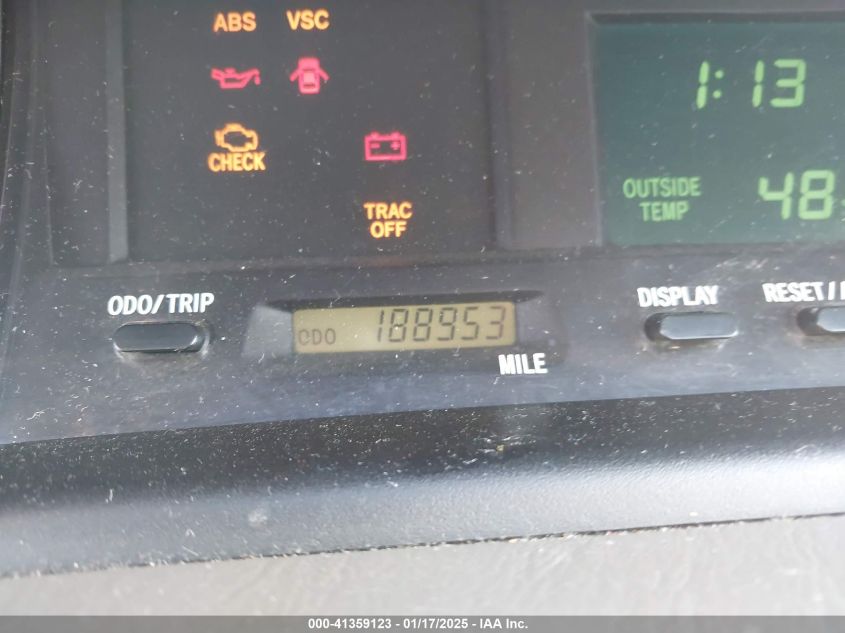 ABS VSC
CHECK
TRAC
OFF
1:13
OUTSIDE
TEMP
48
ODO/TRIP
ODO 188953
MILE
DISPLAY
RESET/
000-41359123 - 01/17/2025 - IAA Inc.